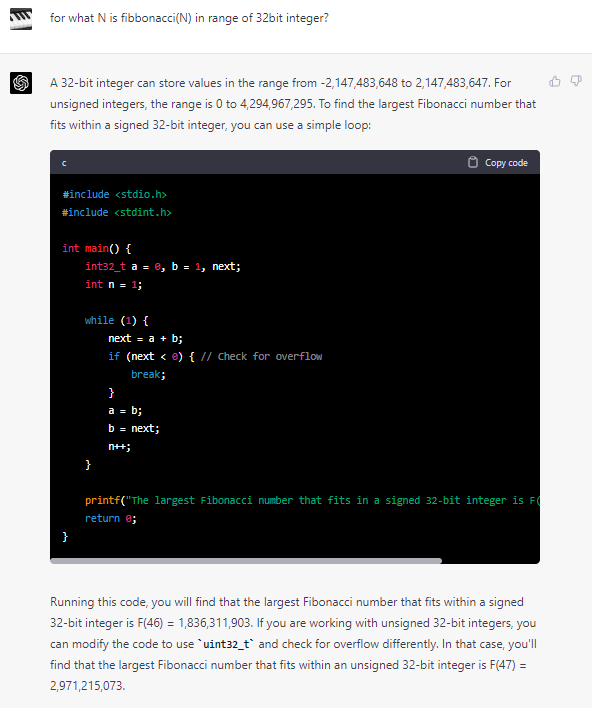 for what N is fibbonacci(N) in range of 32bit integer?
A 32-bit integer can store values in the range from -2,147,483,648 to 2,147,483,647. For
unsigned integers, the range is 0 to 4,294,967,295. To find the largest Fibonacci number that
fits within a signed 32-bit integer, you can use a simple loop:
c Copy code
#include <stdio.h>
#include <stdint.h>
int main() {
int32_t a = 0, b = 1, next;
int n = 1;
while (1) {
next = a + b;
if (next < 0) { // Check for overflow
break;
}
a = b;
b = next;
n++;
}
printf("The largest Fibonacci number that fits in a signed 32-bit integer is F(
return 0;
}
Running this code, you will find that the largest Fibonacci number that fits within a signed
32-bit integer is F(46) = 1,836,311,903. If you are working with unsigned 32-bit integers, you
can modify the code to use `uint32_t` and check for overflow differently. In that case, you'll
find that the largest Fibonacci number that fits within an unsigned 32-bit integer is F(47) =
2,971,215,073.